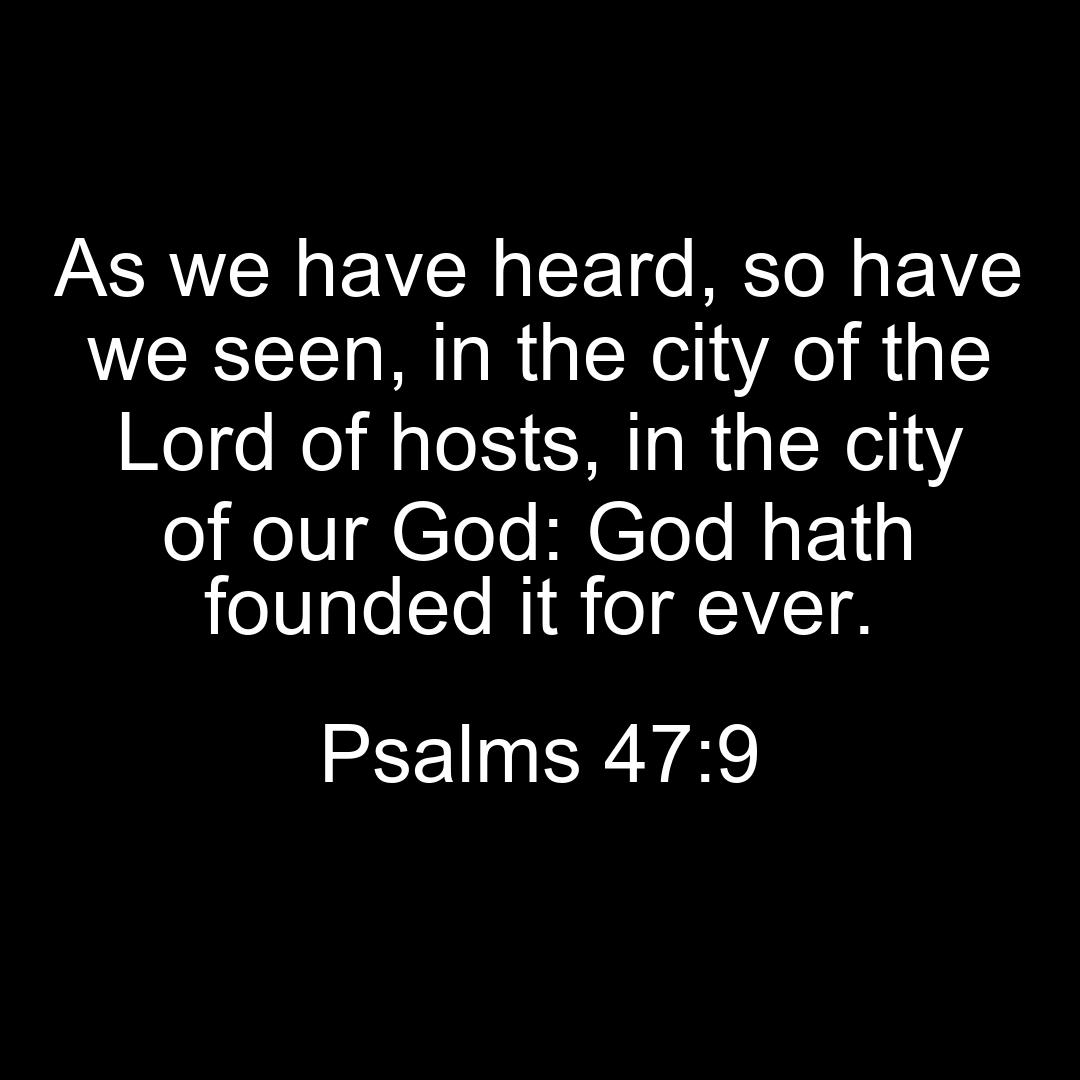 As we have heard, so have
we seen, in the city of the
Lord of hosts, in the city
of our God: God hath
founded it for ever.
Psalms 47:9